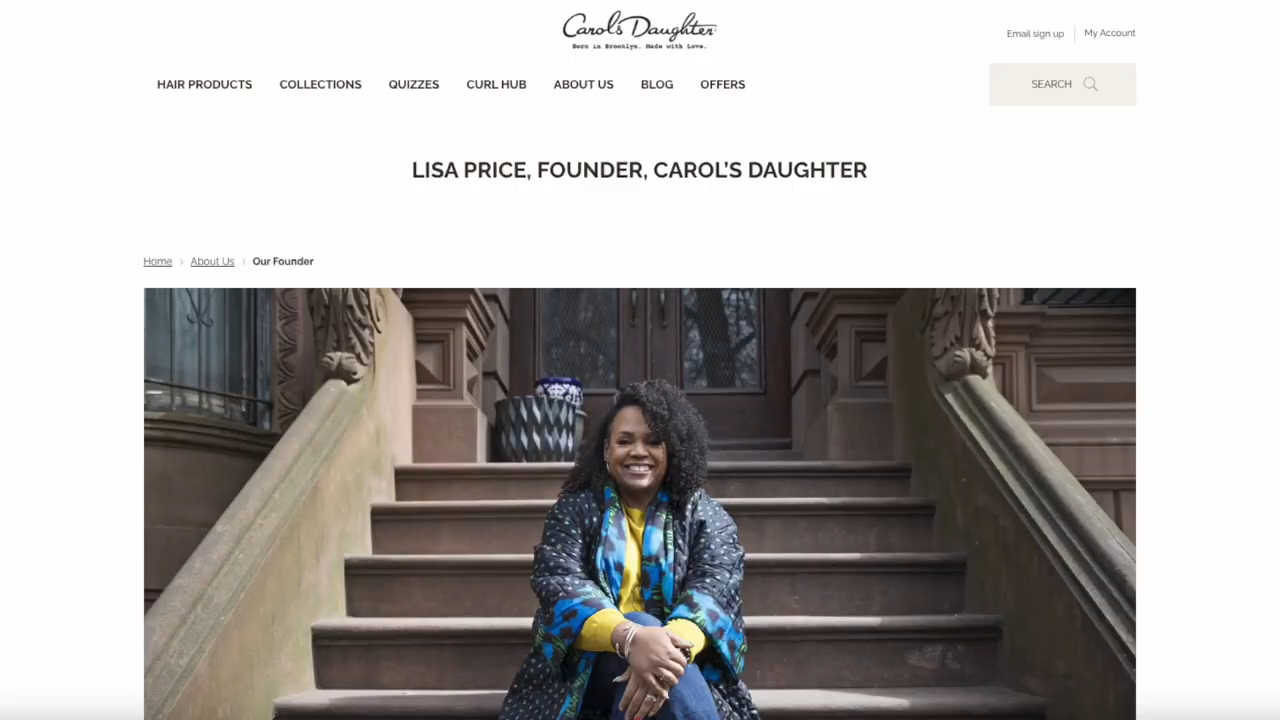 Carol's Daughter
Born in Brooklyn. Made with Love.
Email sign up
My Account
HAIR PRODUCTS
COLLECTIONS
QUIZZES
CURL HUB
ABOUT US
BLOG
OFFERS
SEARCH
LISA PRICE, FOUNDER, CAROL’S DAUGHTER
Home › About Us › Our Founder